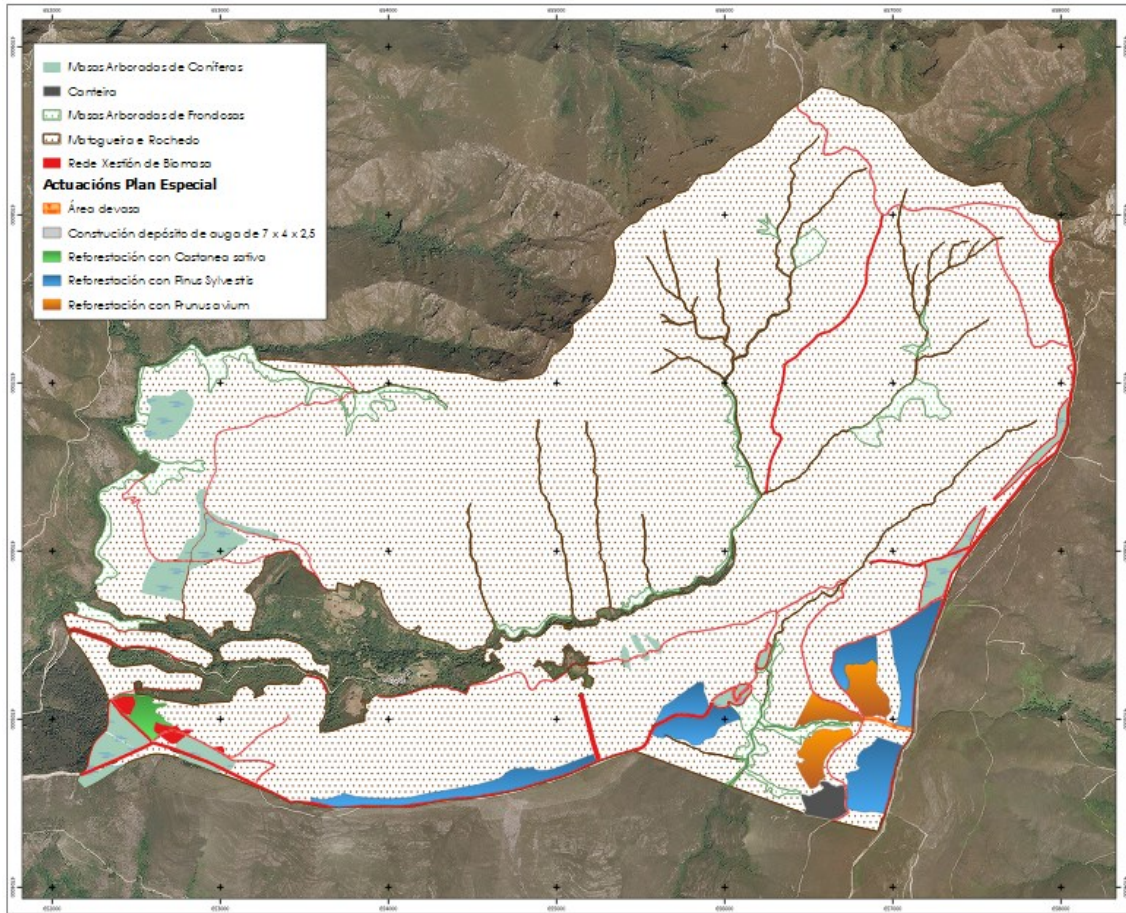 Masas Arboradas de Coníferas
Canteira
Masas Arboradas de Frondosas
Matogueira e Rochedo
Rede Xestión de Biomasa
Actuacións Plan Especial
Área devasa
Construción depósito de auga de 7 x 4 x 2,5
Reforestación con Castanea sativa
Reforestación con Pinus Sylvestis
Reforestación con Prunus avium